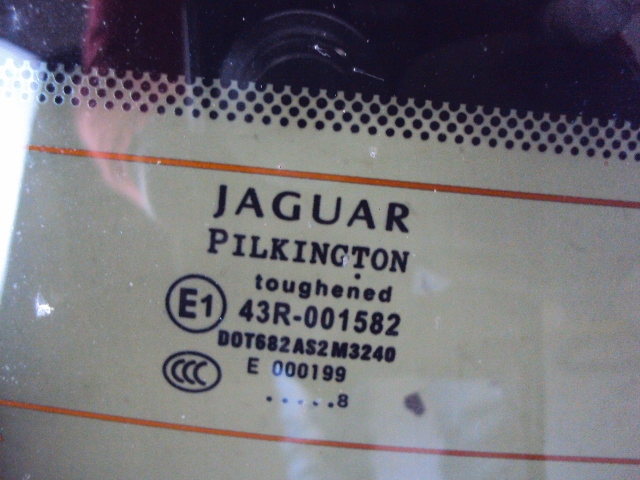 JAGUAR
PILKINGTON
toughened
E1 43R-001582
DOT682AS2M3240
CCC E 000199
.....8